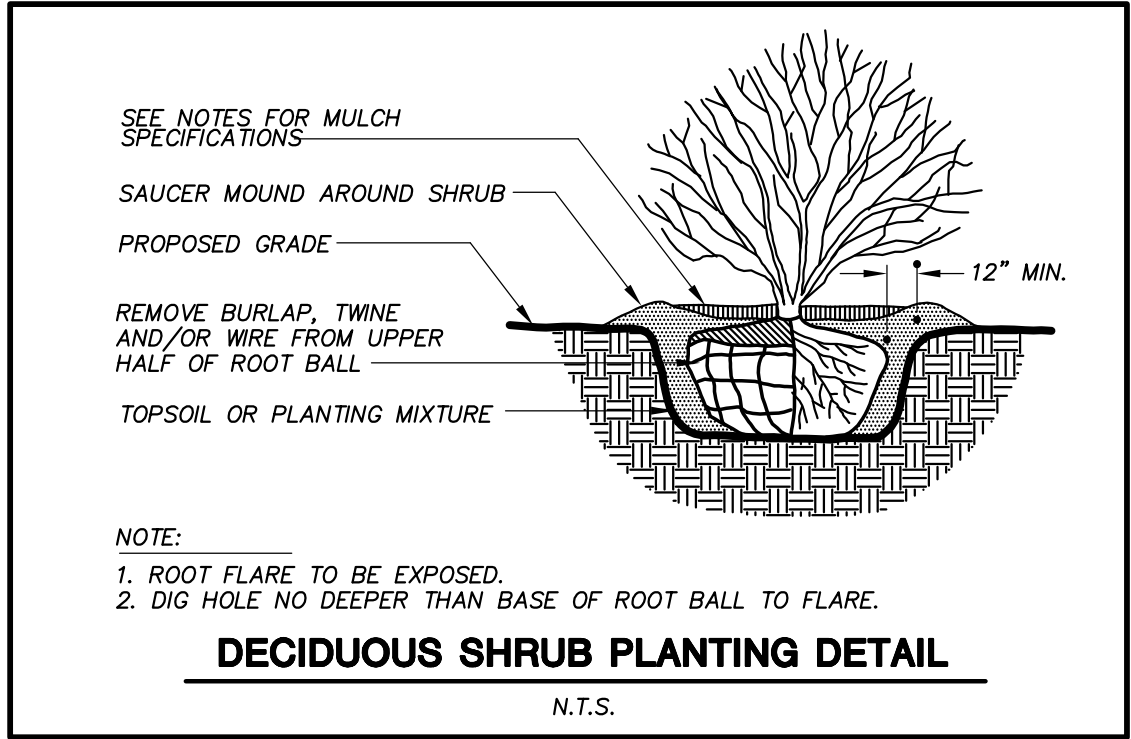 SEE NOTES FOR MULCH
SPECIFICATIONS
SAUCER MOUND AROUND SHRUB
PROPOSED GRADE
12" MIN.
REMOVE BURLAP, TWINE
AND/OR WIRE FROM UPPER
HALF OF ROOT BALL
TOPSOIL OR PLANTING MIXTURE
NOTE:
1. ROOT FLARE TO BE EXPOSED.
2. DIG HOLE NO DEEPER THAN BASE OF ROOT BALL TO FLARE.
DECIDUOUS SHRUB PLANTING DETAIL
N.T.S.